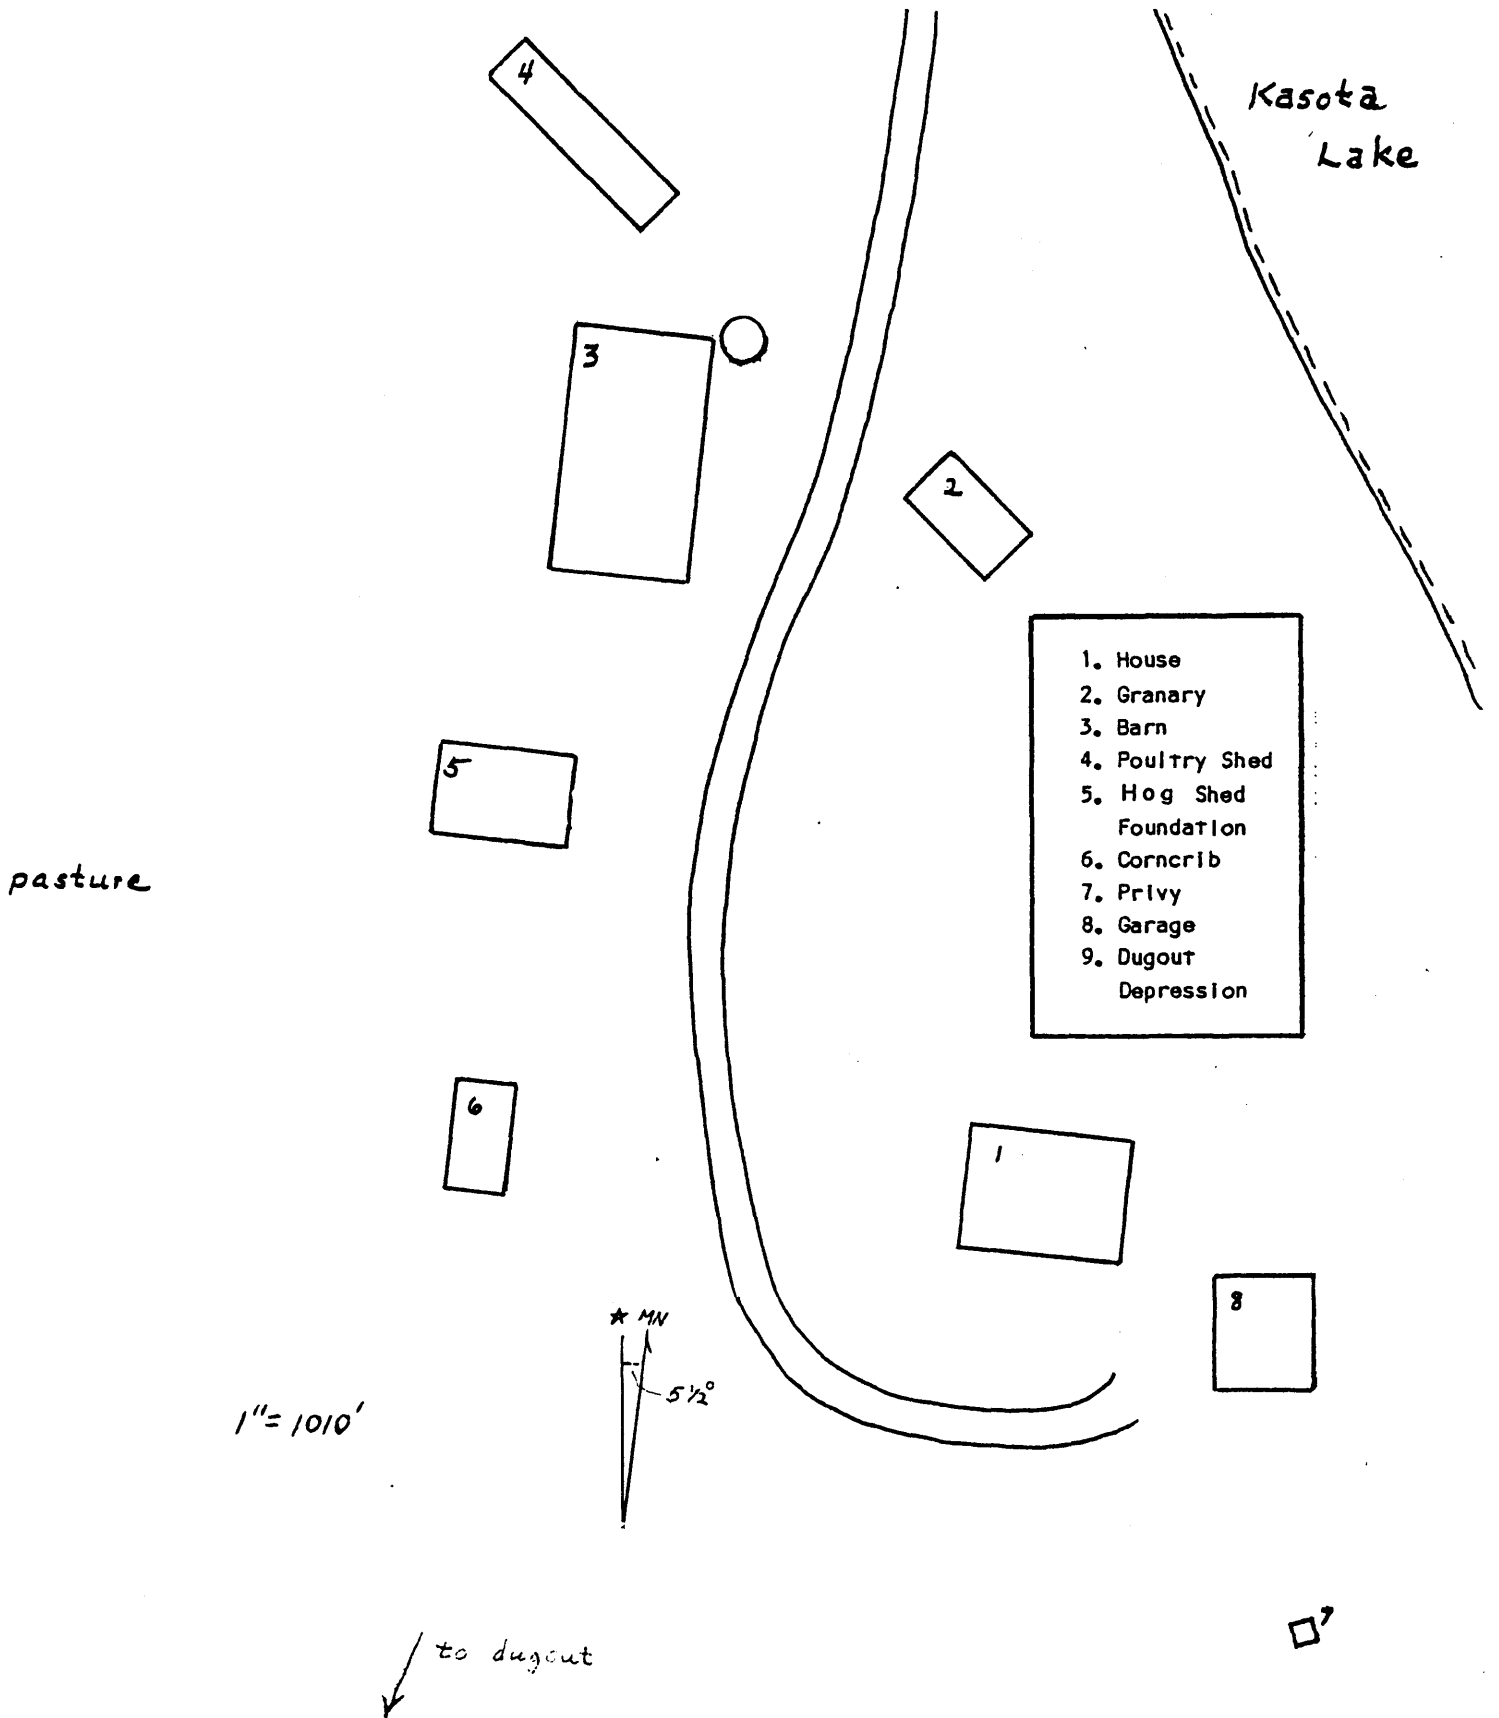 4
Kasota
Lake
3
2
1. House
2. Granary
3. Barn
4. Poultry Shed
5. Hog Shed
Foundation
6. Corncrib
7. Privy
8. Garage
9. Dugout
Depression
5
pasture
6
1
8
★ MN
5 ½°
1"= 1010'
7
to dugout